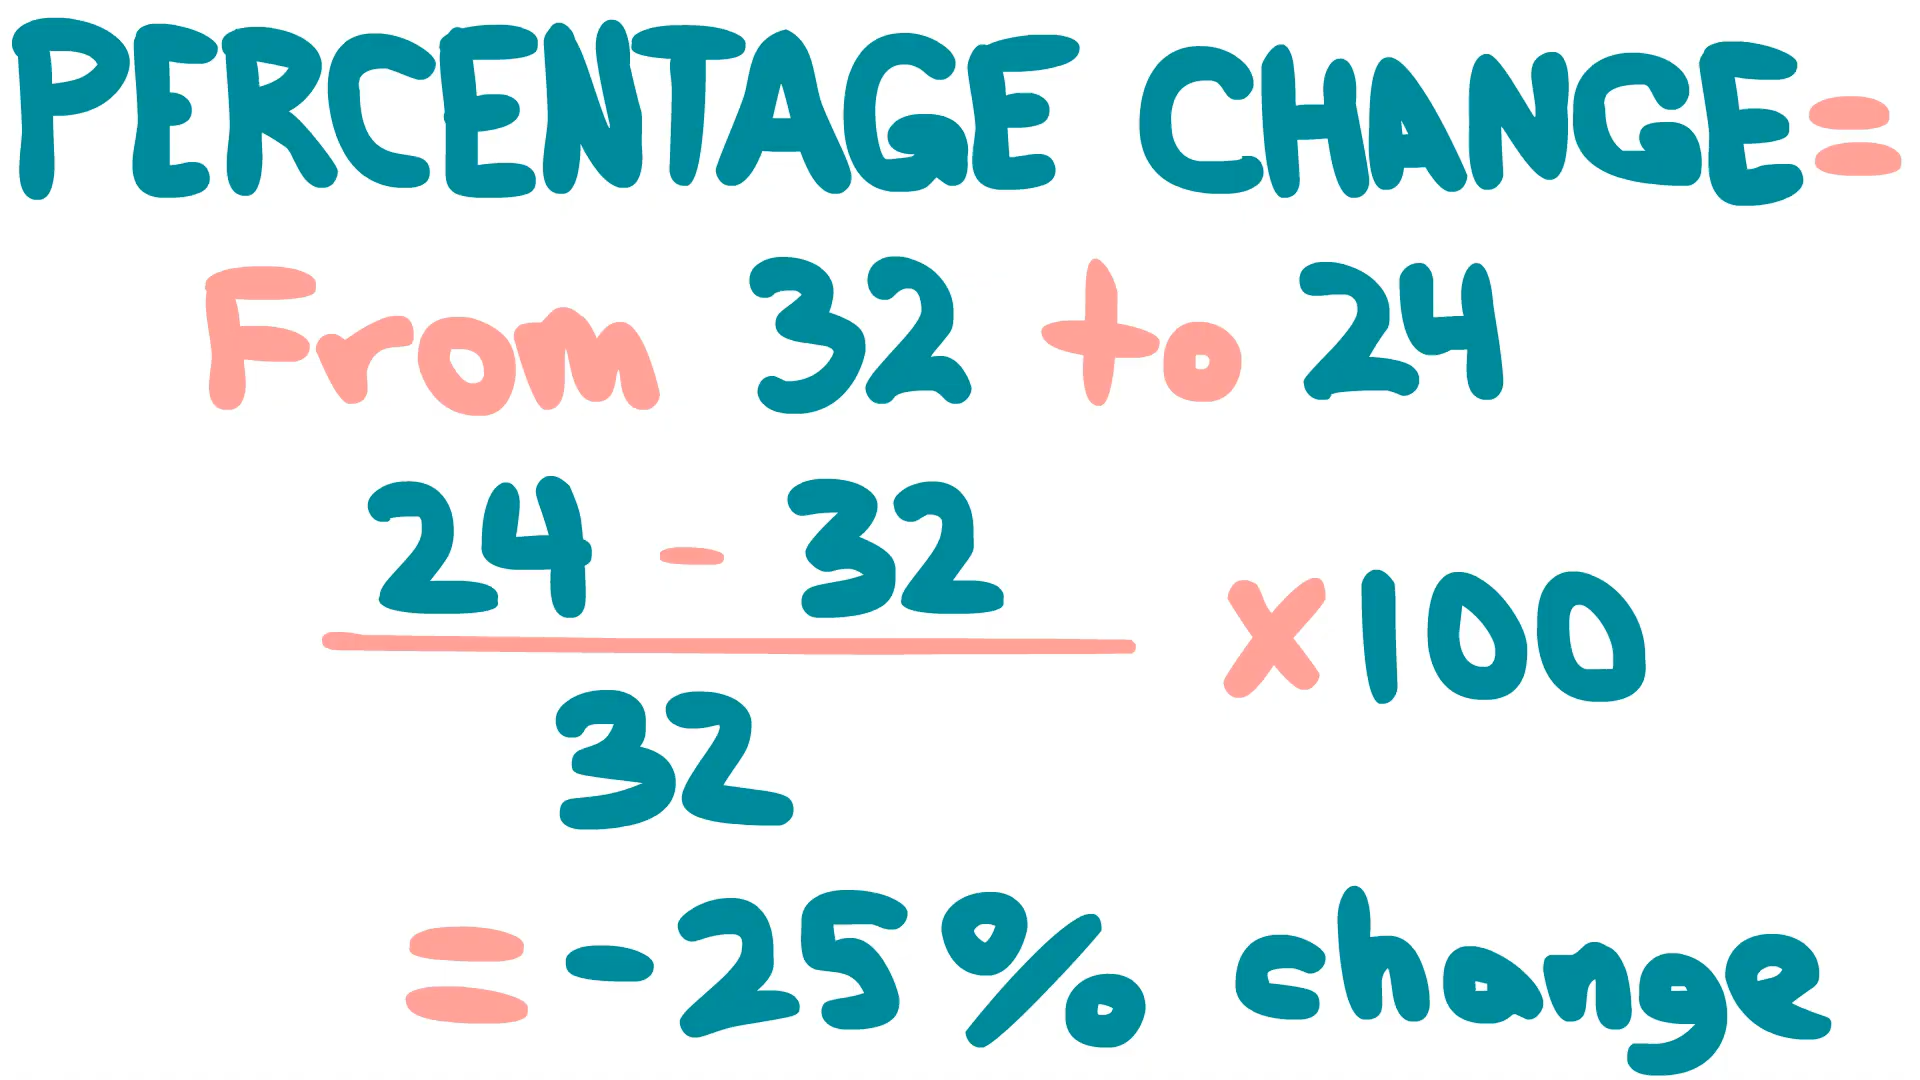 PERCENTAGE CHANGE=
From 32 to 24
24 - 32
x100
32
= -25% change